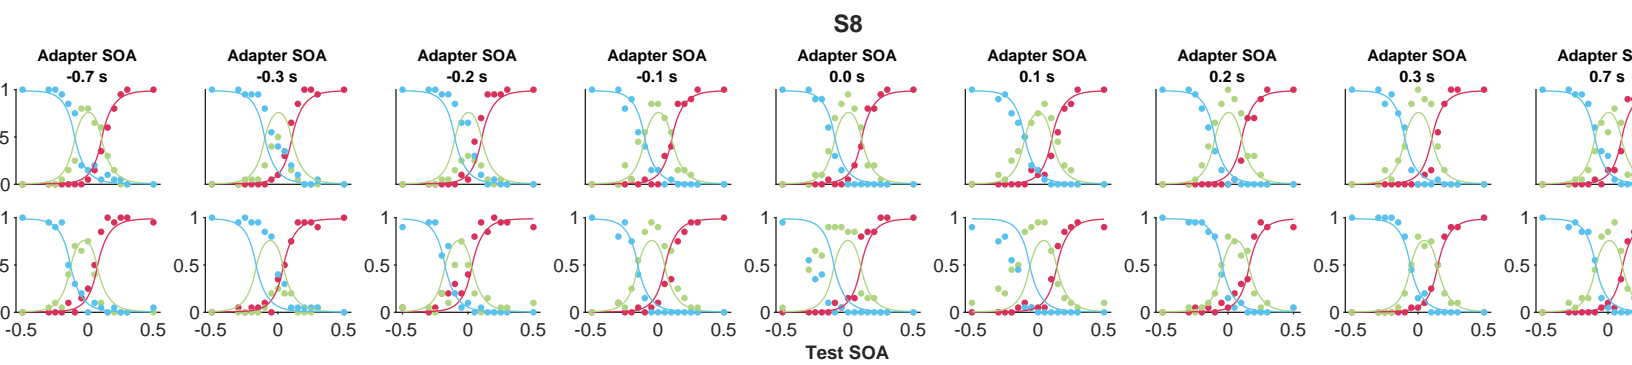 S8
Adapter SOA -0.7 s
Adapter SOA -0.3 s
Adapter SOA -0.2 s
Adapter SOA -0.1 s
Adapter SOA 0.0 s
Adapter SOA 0.1 s
Adapter SOA 0.2 s
Adapter SOA 0.3 s
Adapter S 0.7 s
1
5
0
1 1 1 1 1 1 1 1 1
5 0.5 0.5 0.5 0.5 0.5 0.5 0.5 0.5
0 0 0 0 0 0 0 0 0
-0.5 0 0.5 -0.5 0 0.5 -0.5 0 0.5 -0.5 0 0.5 -0.5 0 0.5 -0.5 0 0.5 -0.5 0 0.5 -0.5 0 0.5 -0.5 0
Test SOA